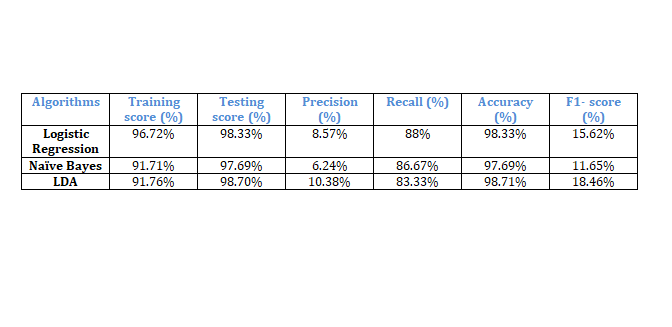 Algorithms Training score (%) Testing score (%) Precision (%) Recall (%) Accuracy (%) F1- score (%)
Logistic Regression 96.72% 98.33% 8.57% 88% 98.33% 15.62%
Naïve Bayes 91.71% 97.69% 6.24% 86.67% 97.69% 11.65%
LDA 91.76% 98.70% 10.38% 83.33% 98.71% 18.46%